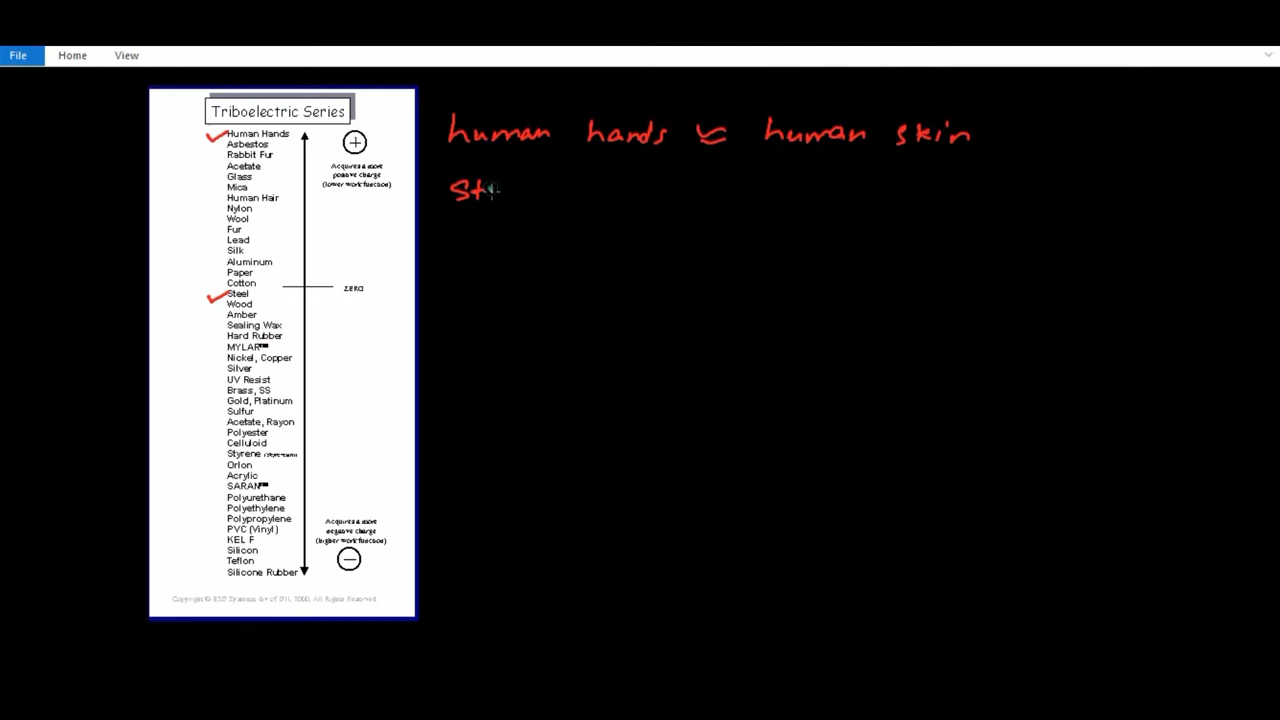 File Home View
Triboelectric Series
human hands ≃ human skin
Human Hands
Asbestos
Rabbit Fur
Acetate
Glass
Mica
Human Hair
Nylon
Wool
Fur
Lead
Silk
Aluminum
Paper
Cotton
Steel
Wood
Amber
Sealing Wax
Hard Rubber
MYLAR
Nickel, Copper
Silver
UV Resist
Brass, SS
Gold, Platinum
Sulfur
Acetate, Rayon
Polyester
Celluloid
Styrene
Orlon
Acrylic
SARAN
Polyurethane
Polyethylene
Polypropylene
PVC (Vinyl)
KEL F
Silicon
Teflon
Silicone Rubber
+
Acquires a more
positive charge
(lower work function)
ZERO
Acquires a more
negative charge
(higher work function)
−
St